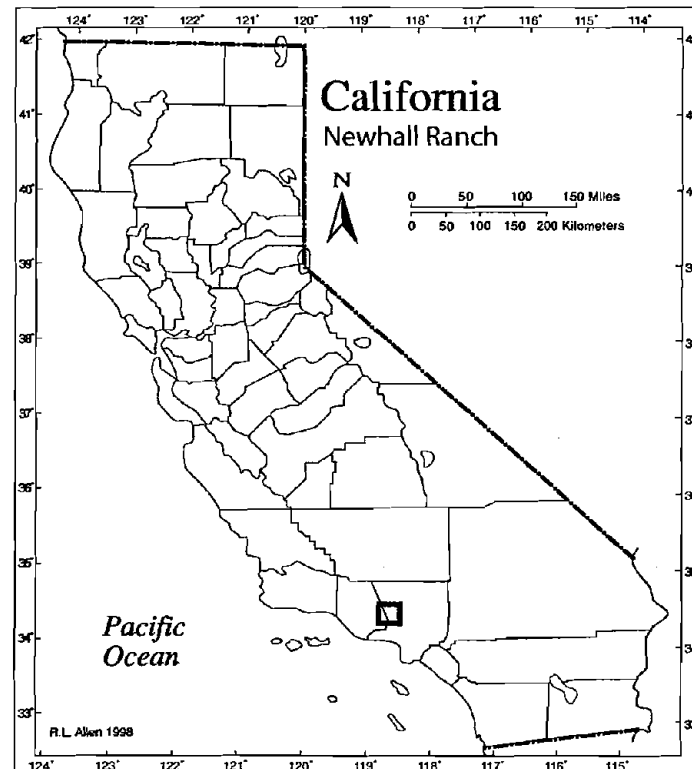 124° 123° 122° 121° 120° 119° 118° 117° 116° 115° 114°
42°
41°
40°
39°
38°
37°
36°
35°
34°
33°
California
Newhall Ranch
N
0 50 100 150 Miles
0 50 100 150 200 Kilometers
Pacific
Ocean
R.L. Allen 1998
124° 123° 122° 121° 120° 119° 118° 117° 116° 115° 114°